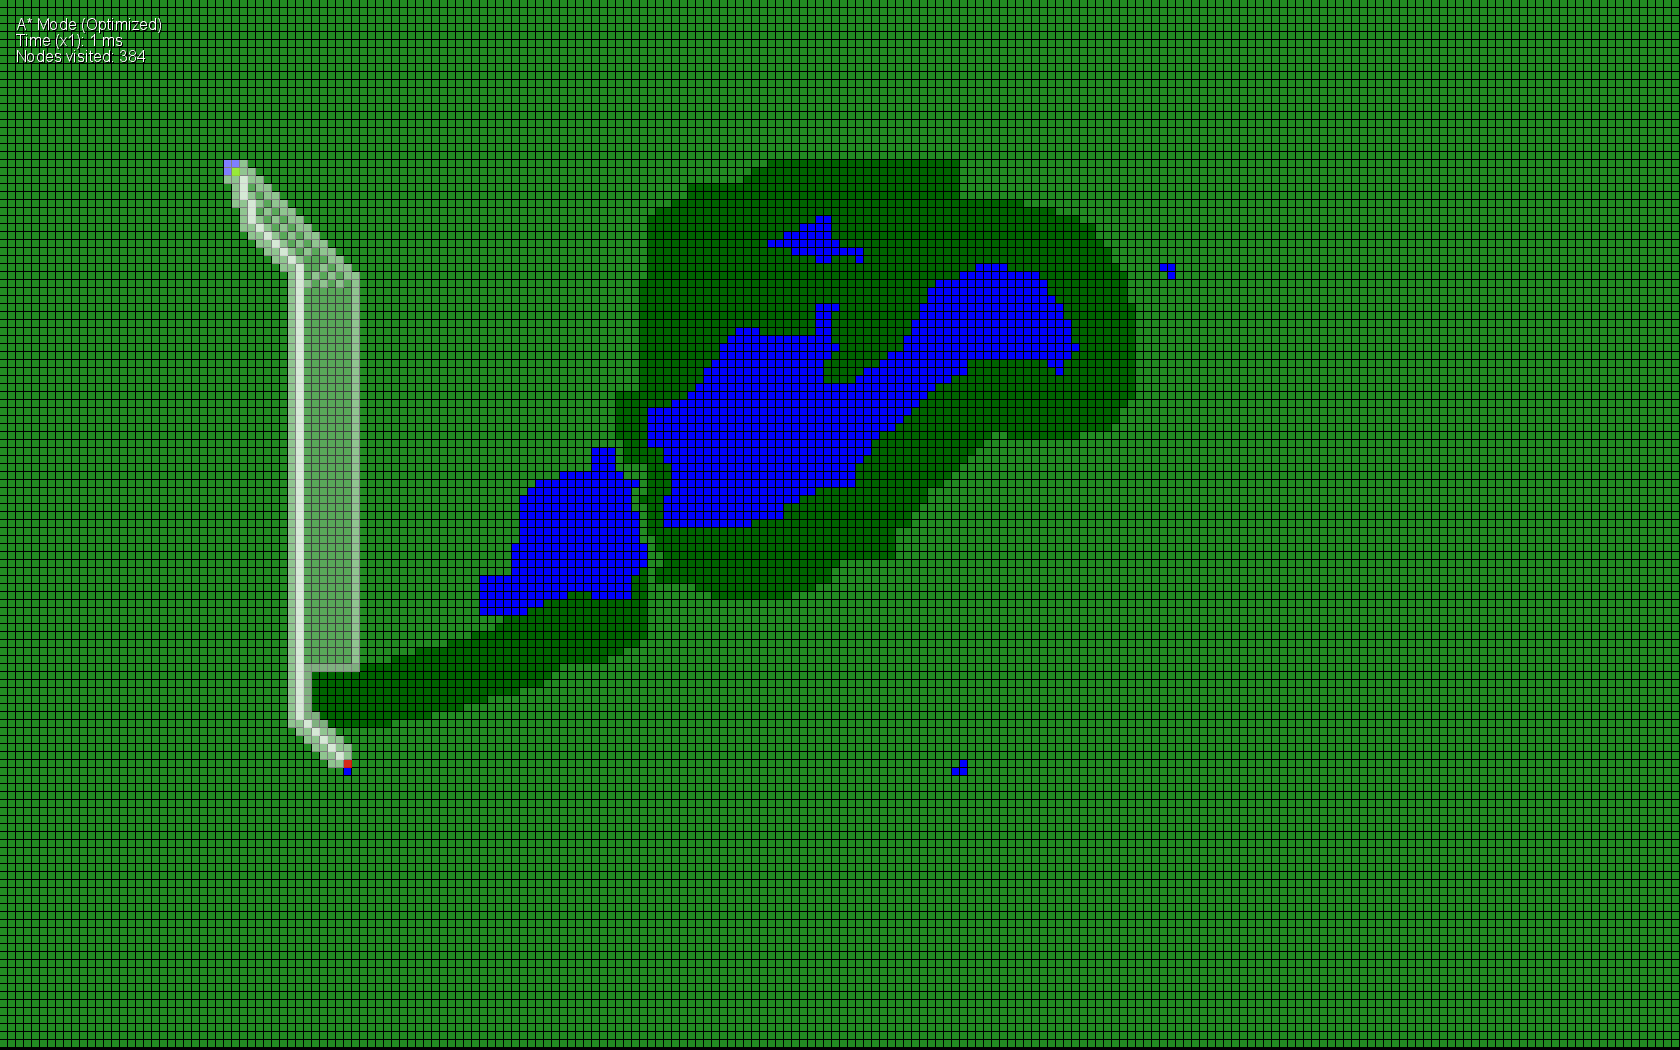 A* Mode (Optimized)
Time (x1): 1 ms
Nodes visited: 384